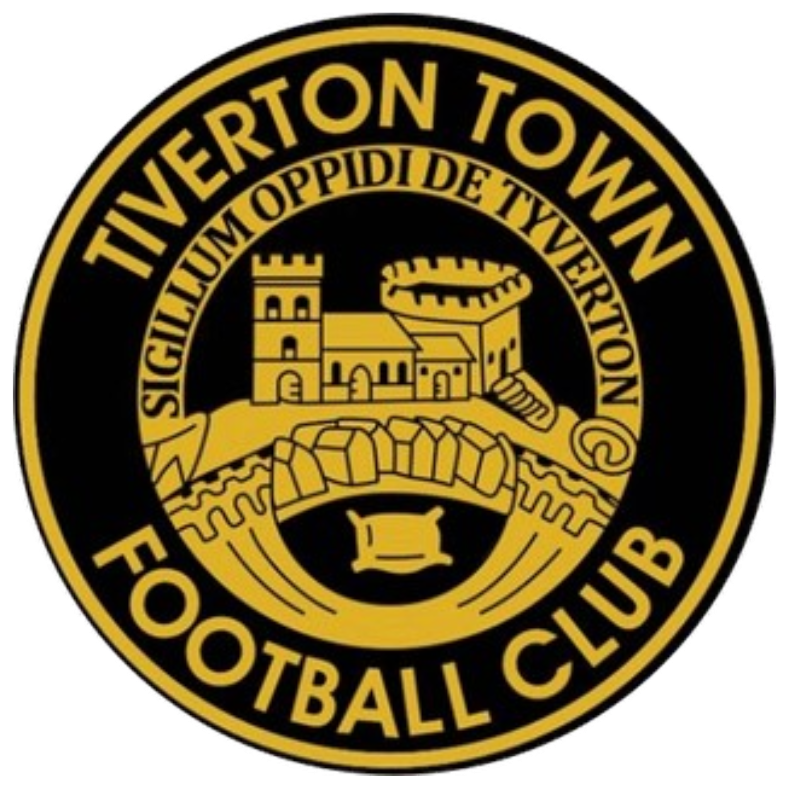 TIVERTON TOWN
SIGILLUM OPPIDI DE TYVERTON
FOOTBALL CLUB